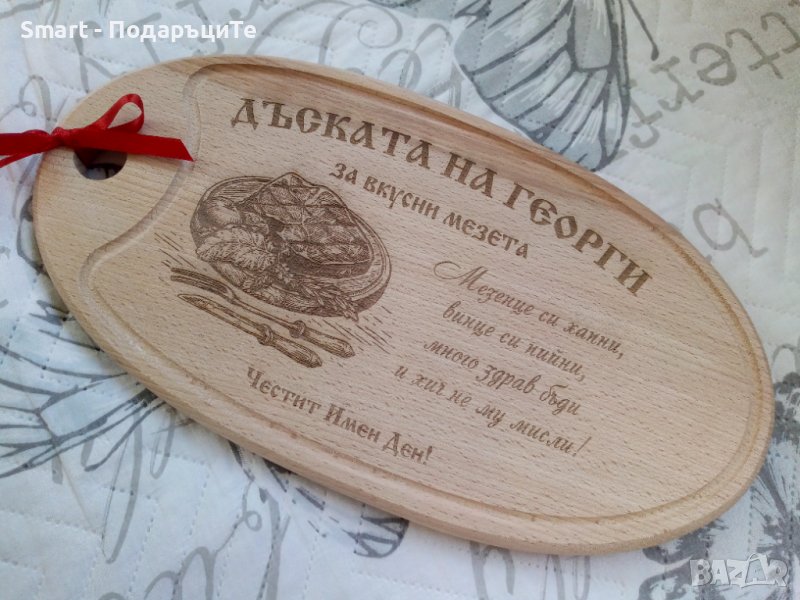 Smart - ПодаръциТе
ДЪСКАТА НА ГЕОРГИ
ЗА ВКУСНИ МЕЗЕТА
Мезенце си хапни,
винце си пийни,
много здрав бъди
и хич не му мисли!
Честит Имен Ден!
BAZAR